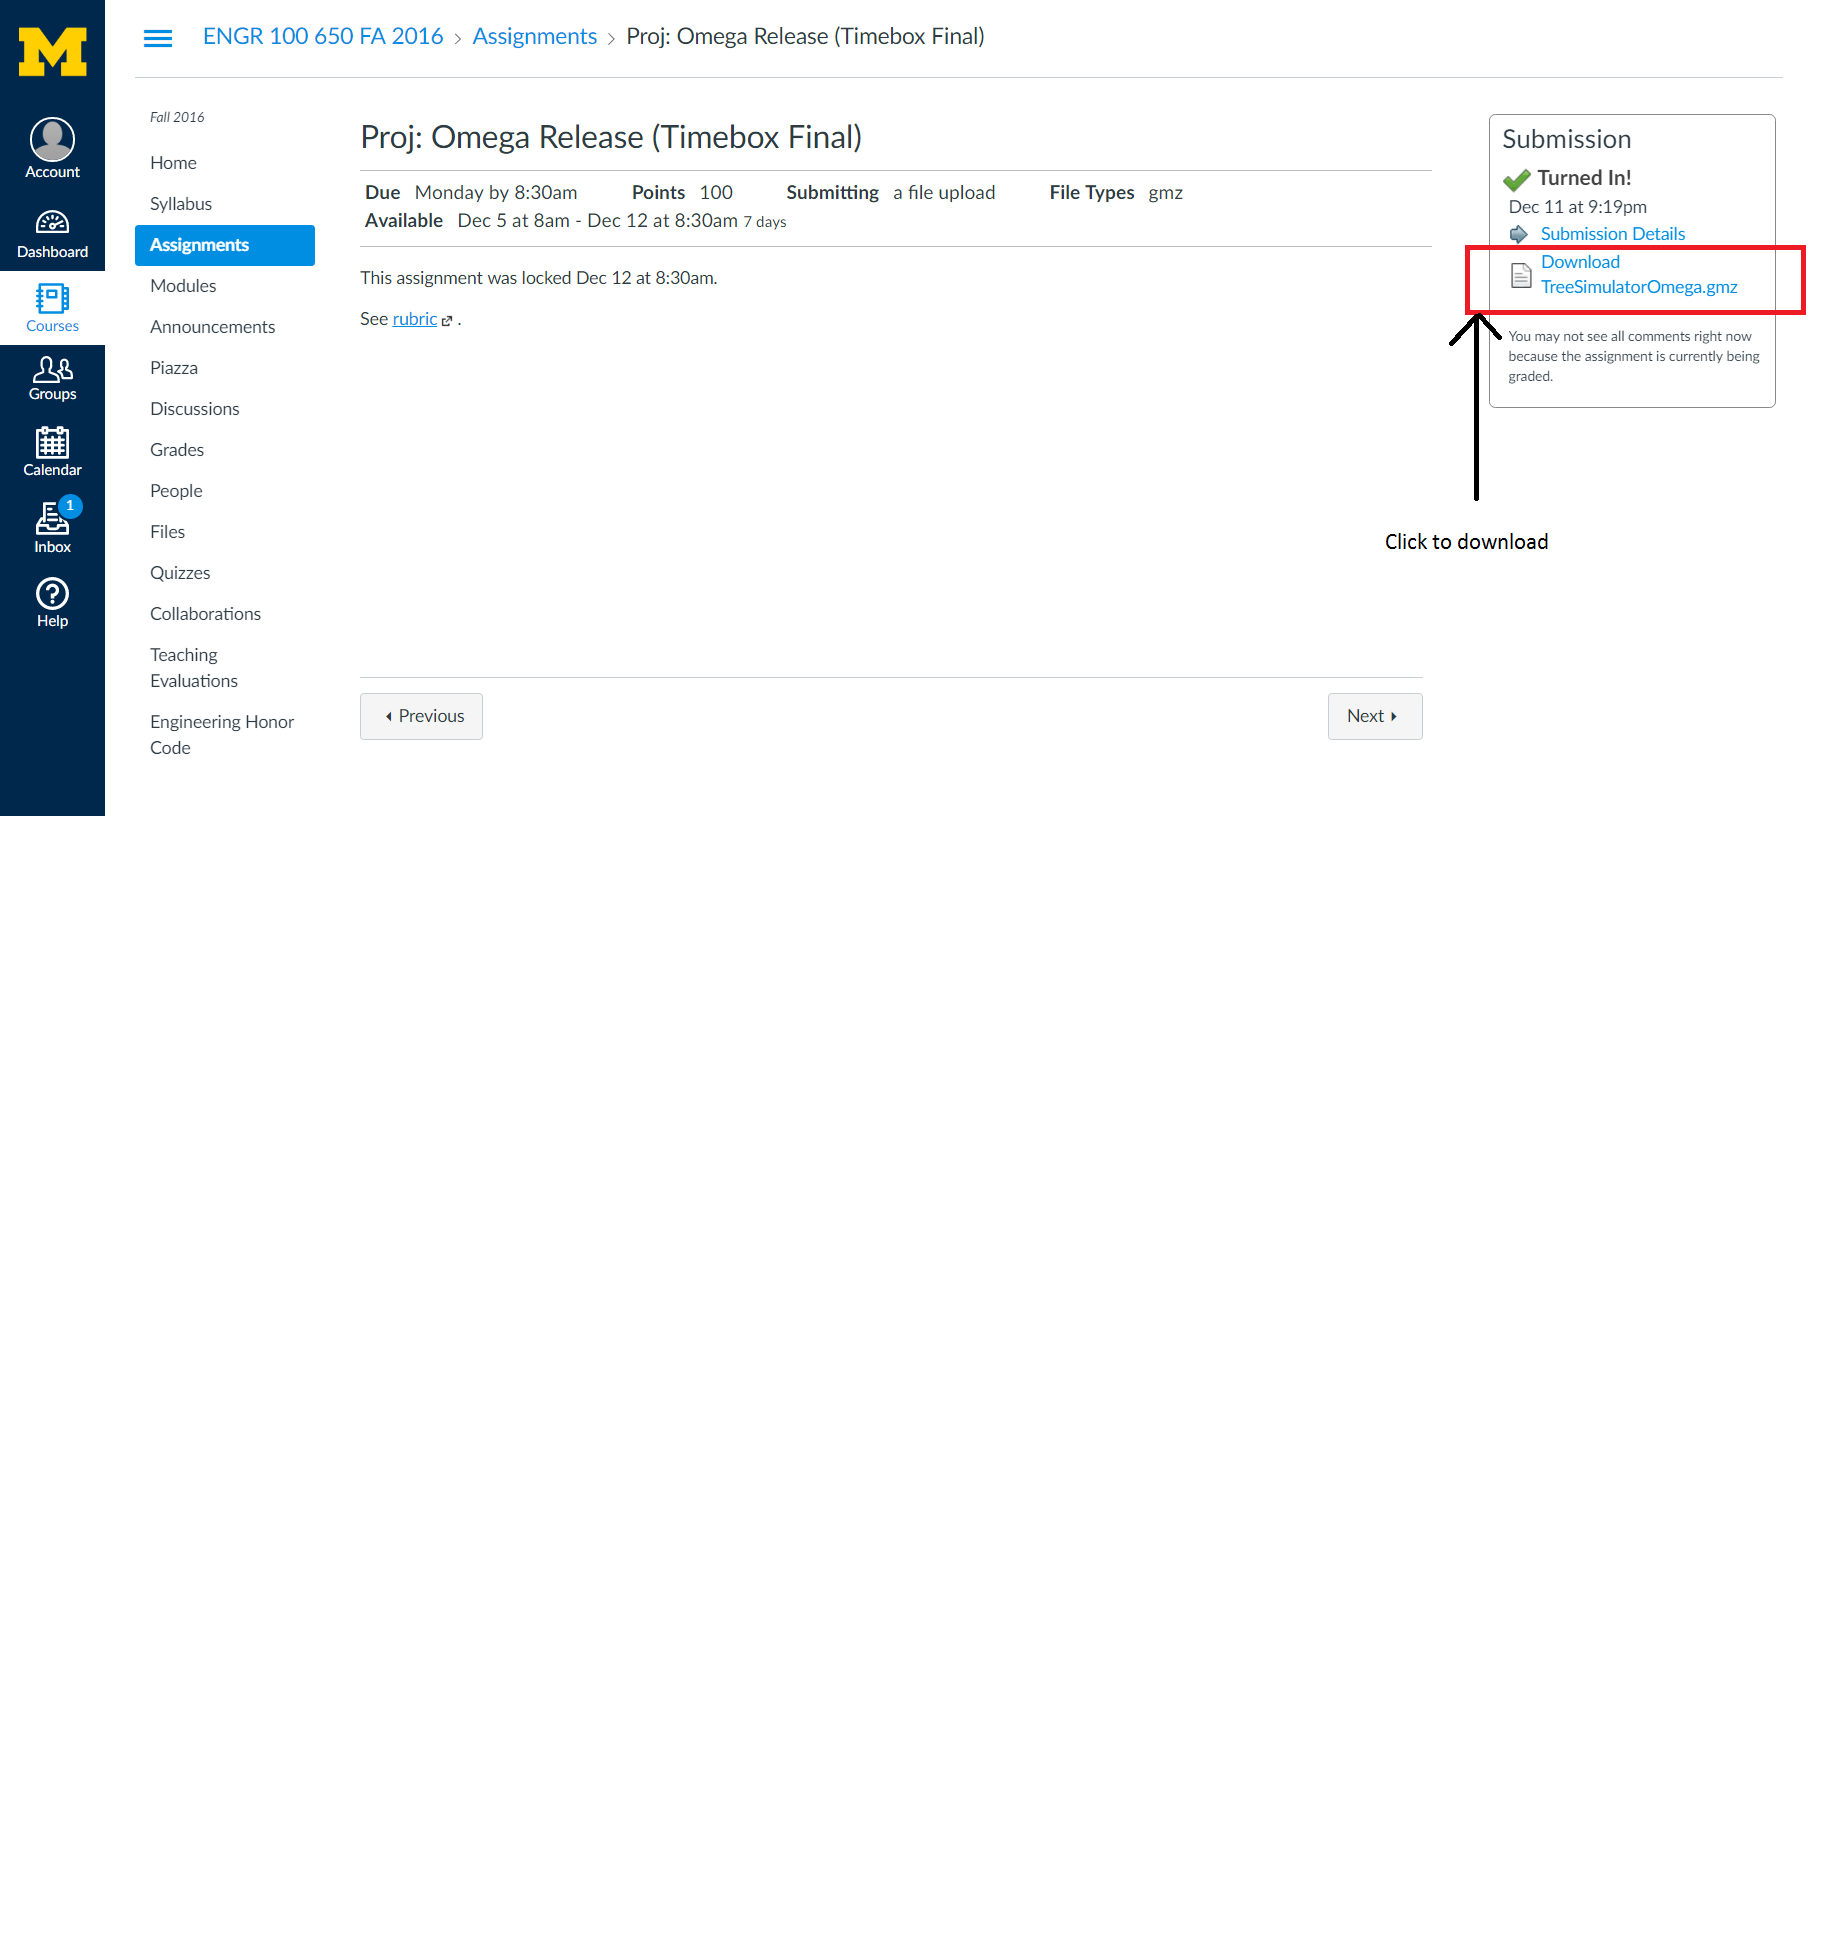 M
ENGR 100 650 FA 2016 > Assignments > Proj: Omega Release (Timebox Final)
Account
Dashboard
Courses
Groups
Calendar
1
Inbox
Help
Fall 2016
Home
Syllabus
Assignments
Modules
Announcements
Piazza
Discussions
Grades
People
Files
Quizzes
Collaborations
Teaching
Evaluations
Engineering Honor
Code
Proj: Omega Release (Timebox Final)
Due Monday by 8:30am Points 100 Submitting a file upload File Types gmz
Available Dec 5 at 8am - Dec 12 at 8:30am 7 days
This assignment was locked Dec 12 at 8:30am.
See rubric .
Previous
Next
Submission
Turned In!
Dec 11 at 9:19pm
Submission Details
Download
TreeSimulatorOmega.gmz
You may not see all comments right now
because the assignment is currently being
graded.
Click to download